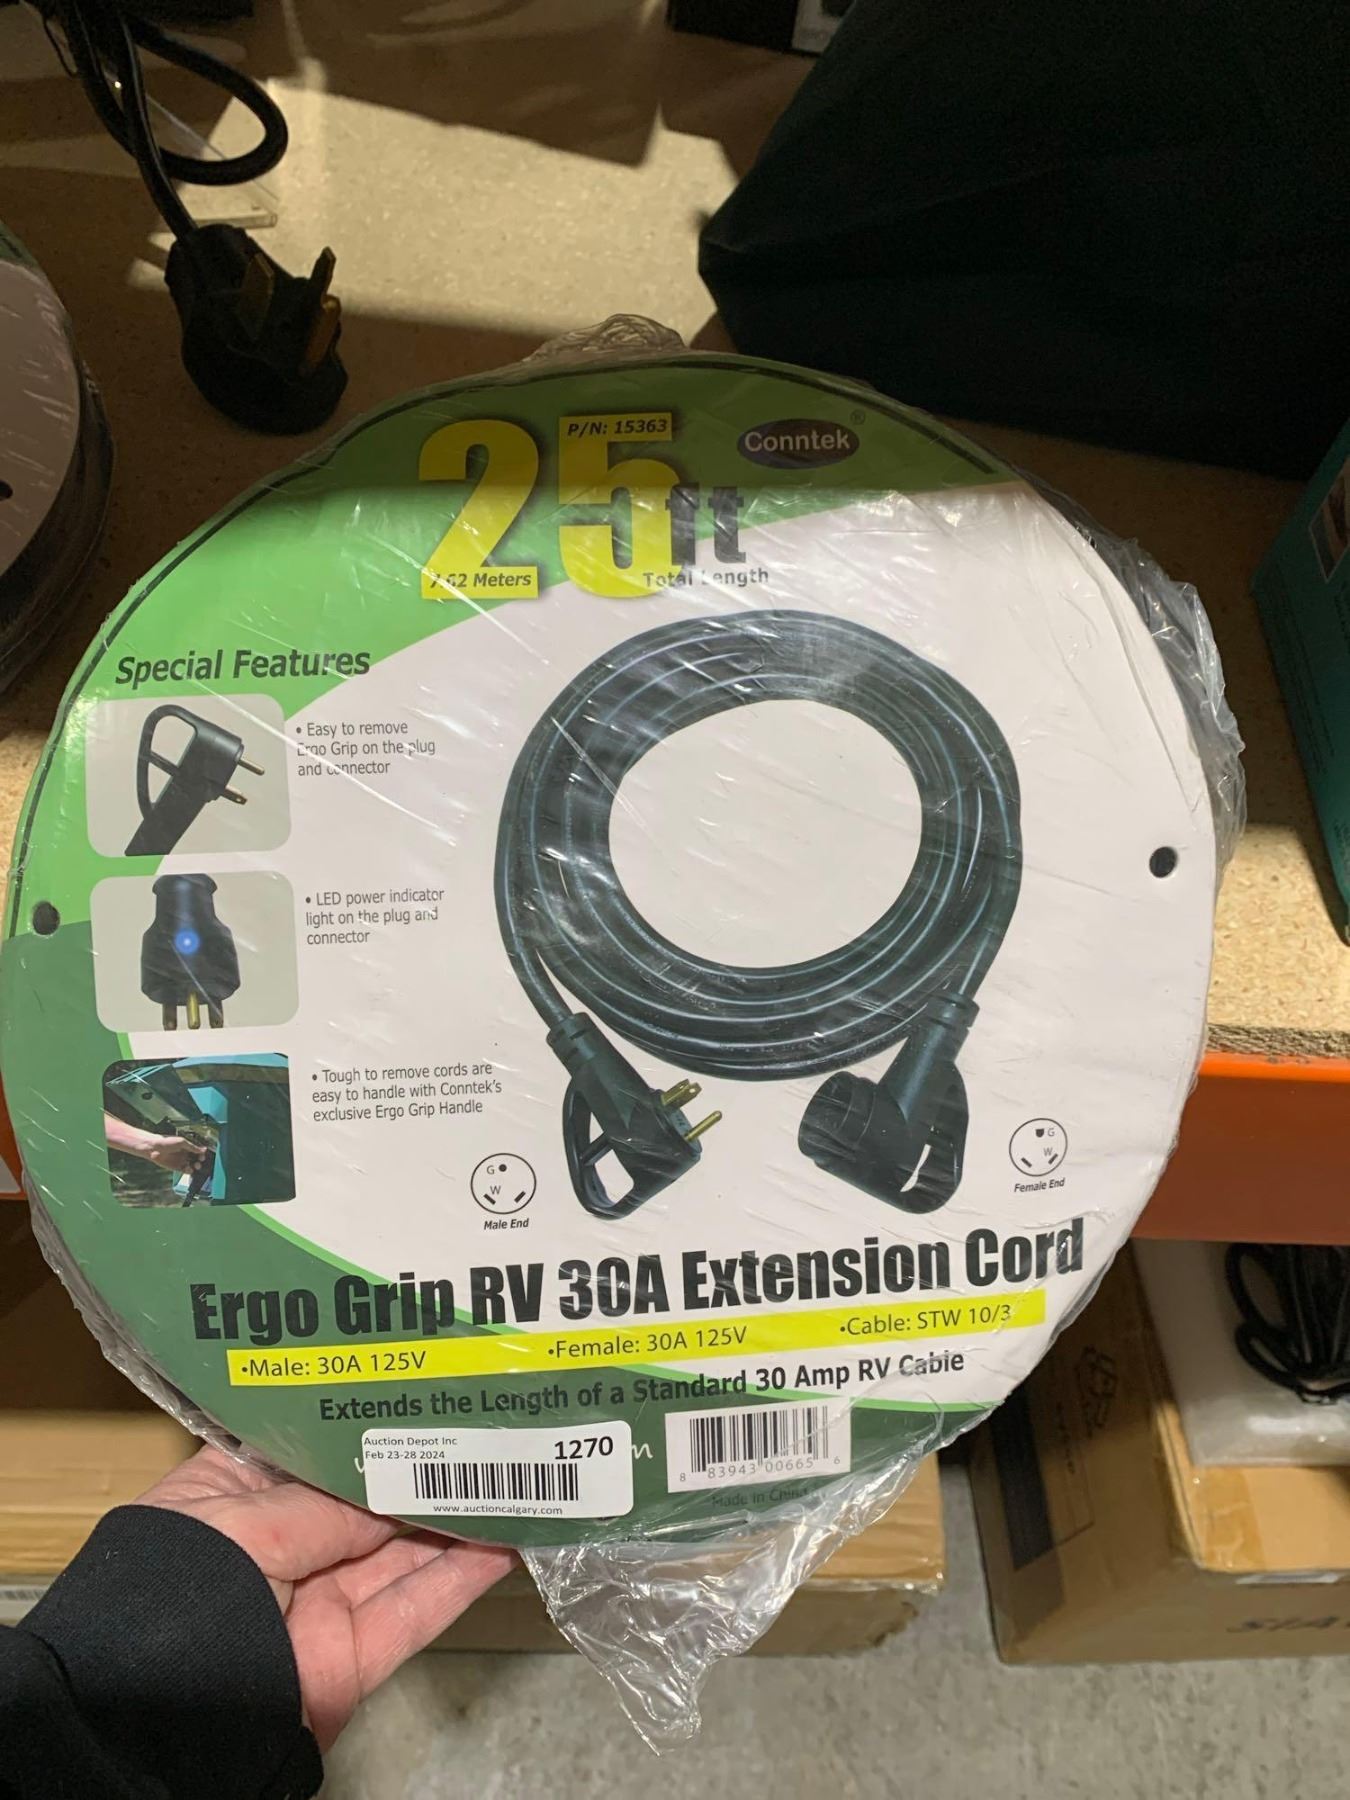 P/N: 15363
Conntek®
25ft
7.62 Meters
Total Length
Special Features
• Easy to remove
Ergo Grip on the plug
and connector
• LED power indicator
light on the plug and
connector
• Tough to remove cords are
easy to handle with Conntek's
exclusive Ergo Grip Handle
G
W
Male End
G
W
Female End
Ergo Grip RV 30A Extension Cord
•Male: 30A 125V
•Female: 30A 125V
•Cable: STW 10/3
Extends the Length of a Standard 30 Amp RV Cable
Auction Depot Inc
Feb 23-28 2024
1270
www.auctioncalgary.com
8 83943 00665 6
Made in China